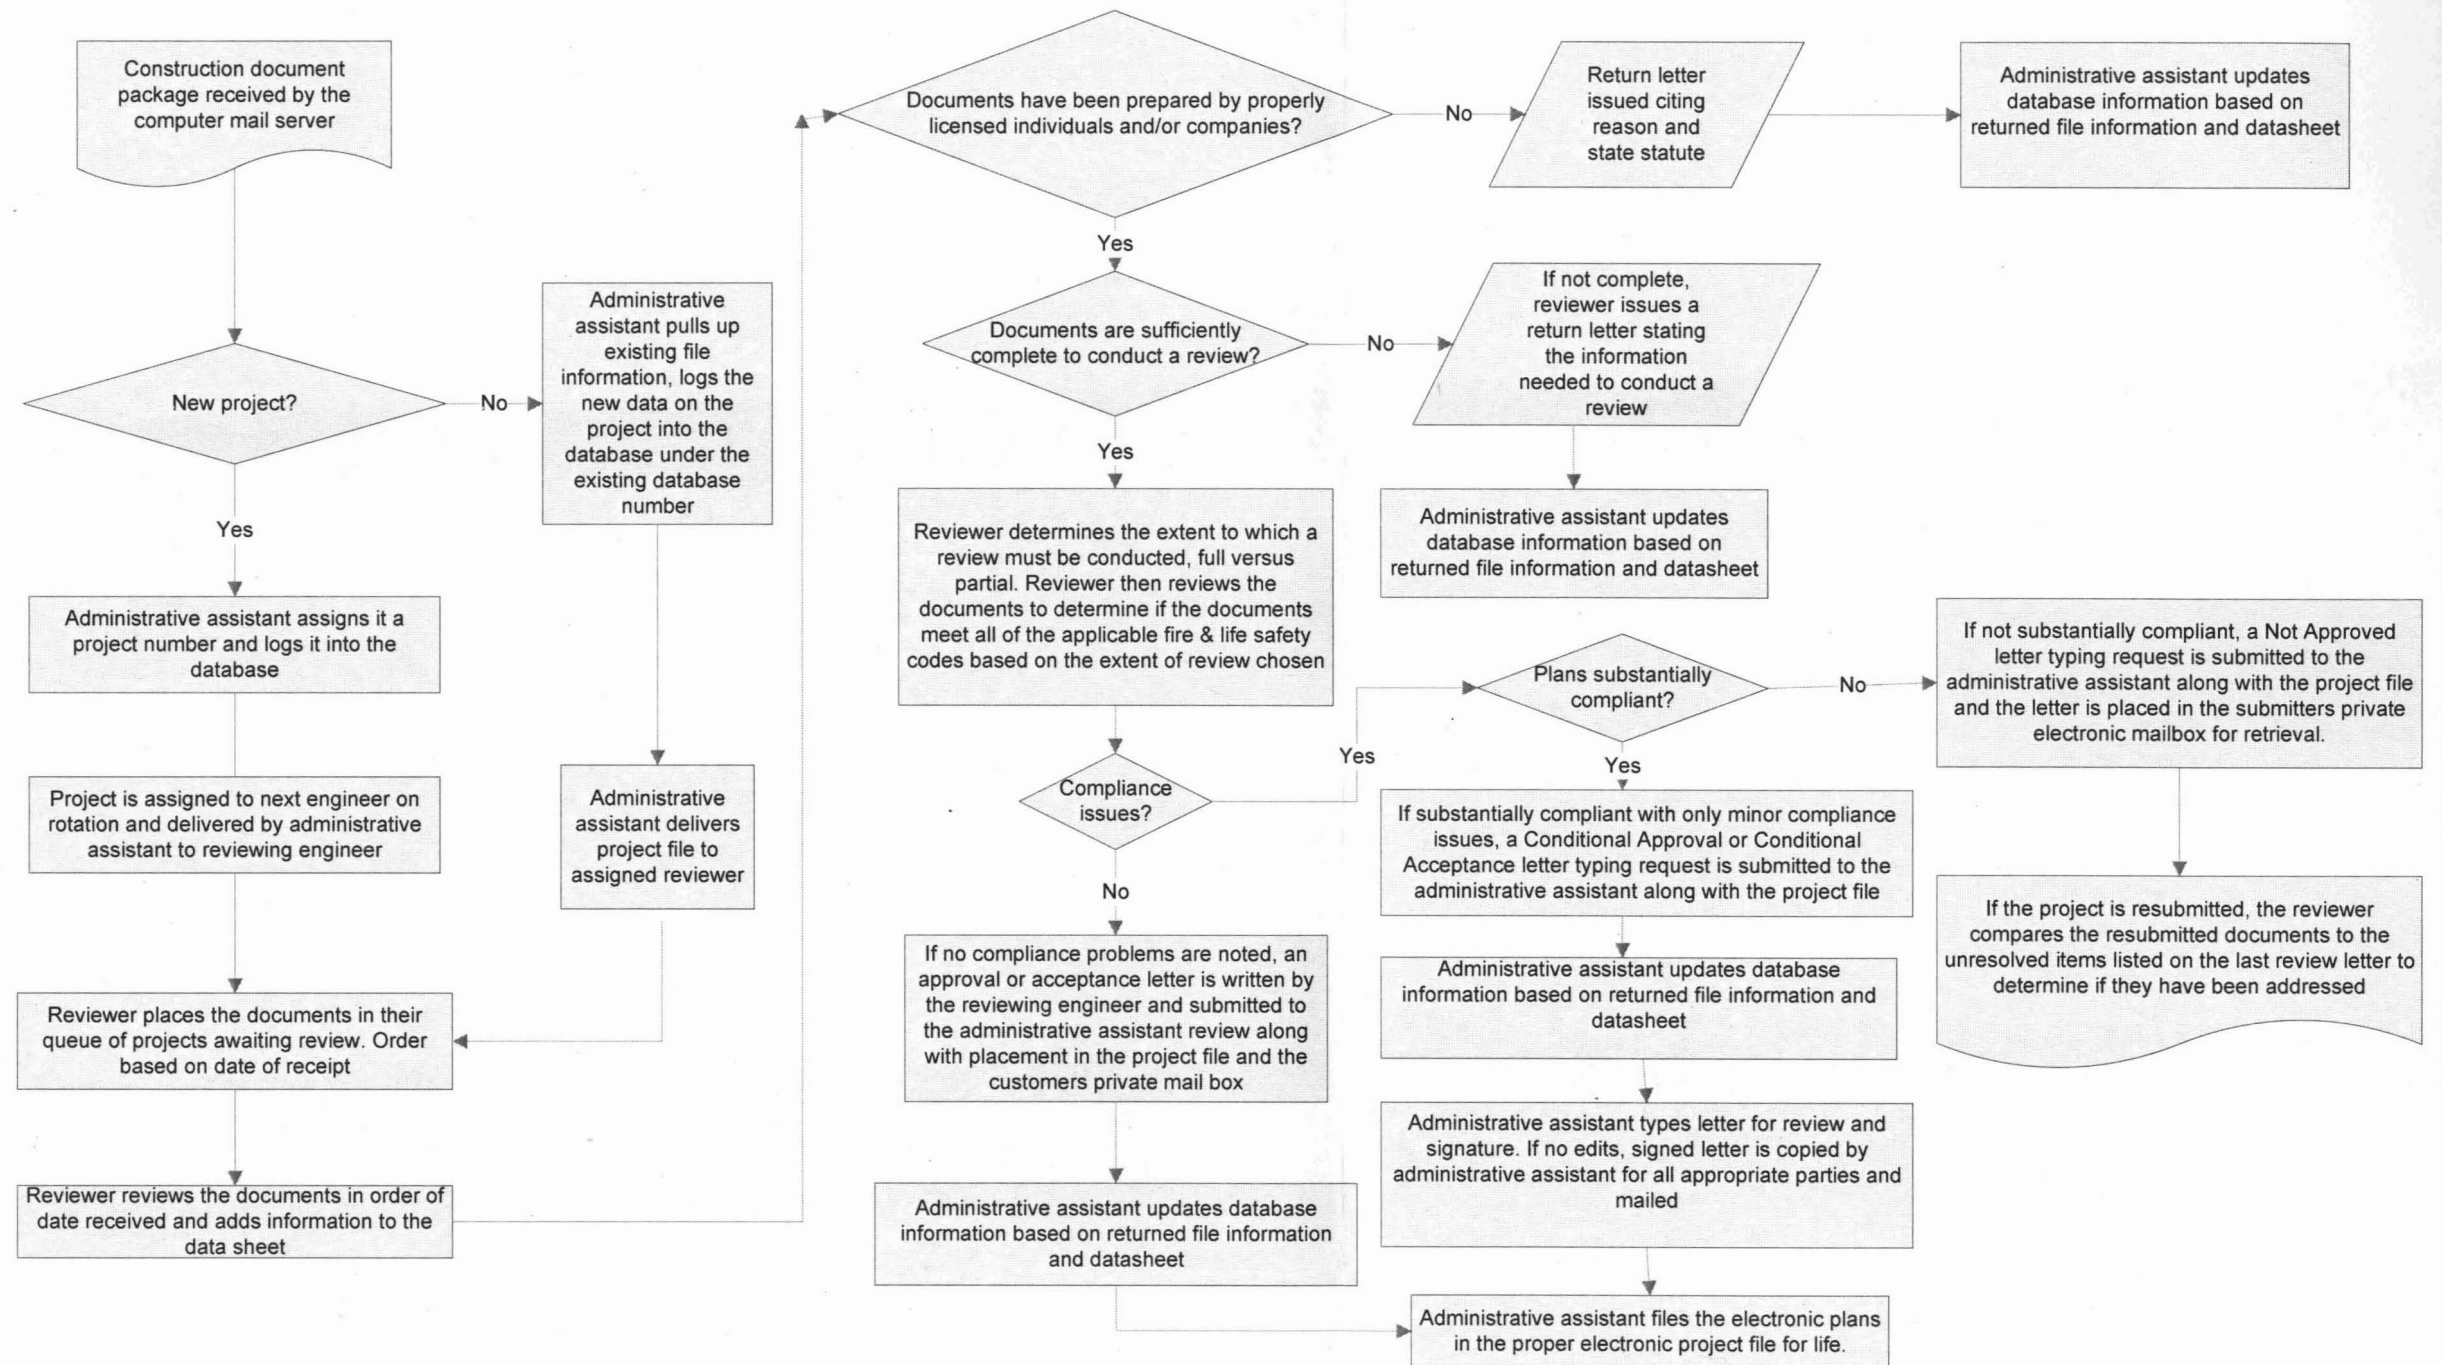 Construction document
package received by the
computer mail server
New project?
No
Administrative
assistant pulls up
existing file
information, logs the
new data on the
project into the
database under the
existing database
number
Yes
Administrative assistant assigns it a
project number and logs it into the
database
Project is assigned to next engineer on
rotation and delivered by administrative
assistant to reviewing engineer
Administrative
assistant delivers
project file to
assigned reviewer
Reviewer places the documents in their
queue of projects awaiting review. Order
based on date of receipt
Reviewer reviews the documents in order of
date received and adds information to the
data sheet
Documents have been prepared by properly
licensed individuals and/or companies?
No
Return letter
issued citing
reason and
state statute
Administrative assistant updates
database information based on
returned file information and datasheet
Yes
Documents are sufficiently
complete to conduct a review?
No
If not complete,
reviewer issues a
return letter stating
the information
needed to conduct a
review
Administrative assistant updates
database information based on
returned file information and datasheet
Yes
Reviewer determines the extent to which a
review must be conducted, full versus
partial. Reviewer then reviews the
documents to determine if the documents
meet all of the applicable fire & life safety
codes based on the extent of review chosen
Compliance
issues?
Yes
Plans substantially
compliant?
No
If not substantially compliant, a Not Approved
letter typing request is submitted to the
administrative assistant along with the project file
and the letter is placed in the submitters private
electronic mailbox for retrieval.
If the project is resubmitted, the reviewer
compares the resubmitted documents to the
unresolved items listed on the last review letter to
determine if they have been addressed
Yes
If substantially compliant with only minor compliance
issues, a Conditional Approval or Conditional
Acceptance letter typing request is submitted to the
administrative assistant along with the project file
Administrative assistant updates database
information based on returned file information and
datasheet
Administrative assistant types letter for review and
signature. If no edits, signed letter is copied by
administrative assistant for all appropriate parties and
mailed
No
If no compliance problems are noted, an
approval or acceptance letter is written by
the reviewing engineer and submitted to
the administrative assistant review along
with placement in the project file and the
customers private mail box
Administrative assistant updates database
information based on returned file information
and datasheet
Administrative assistant files the electronic plans
in the proper electronic project file for life.